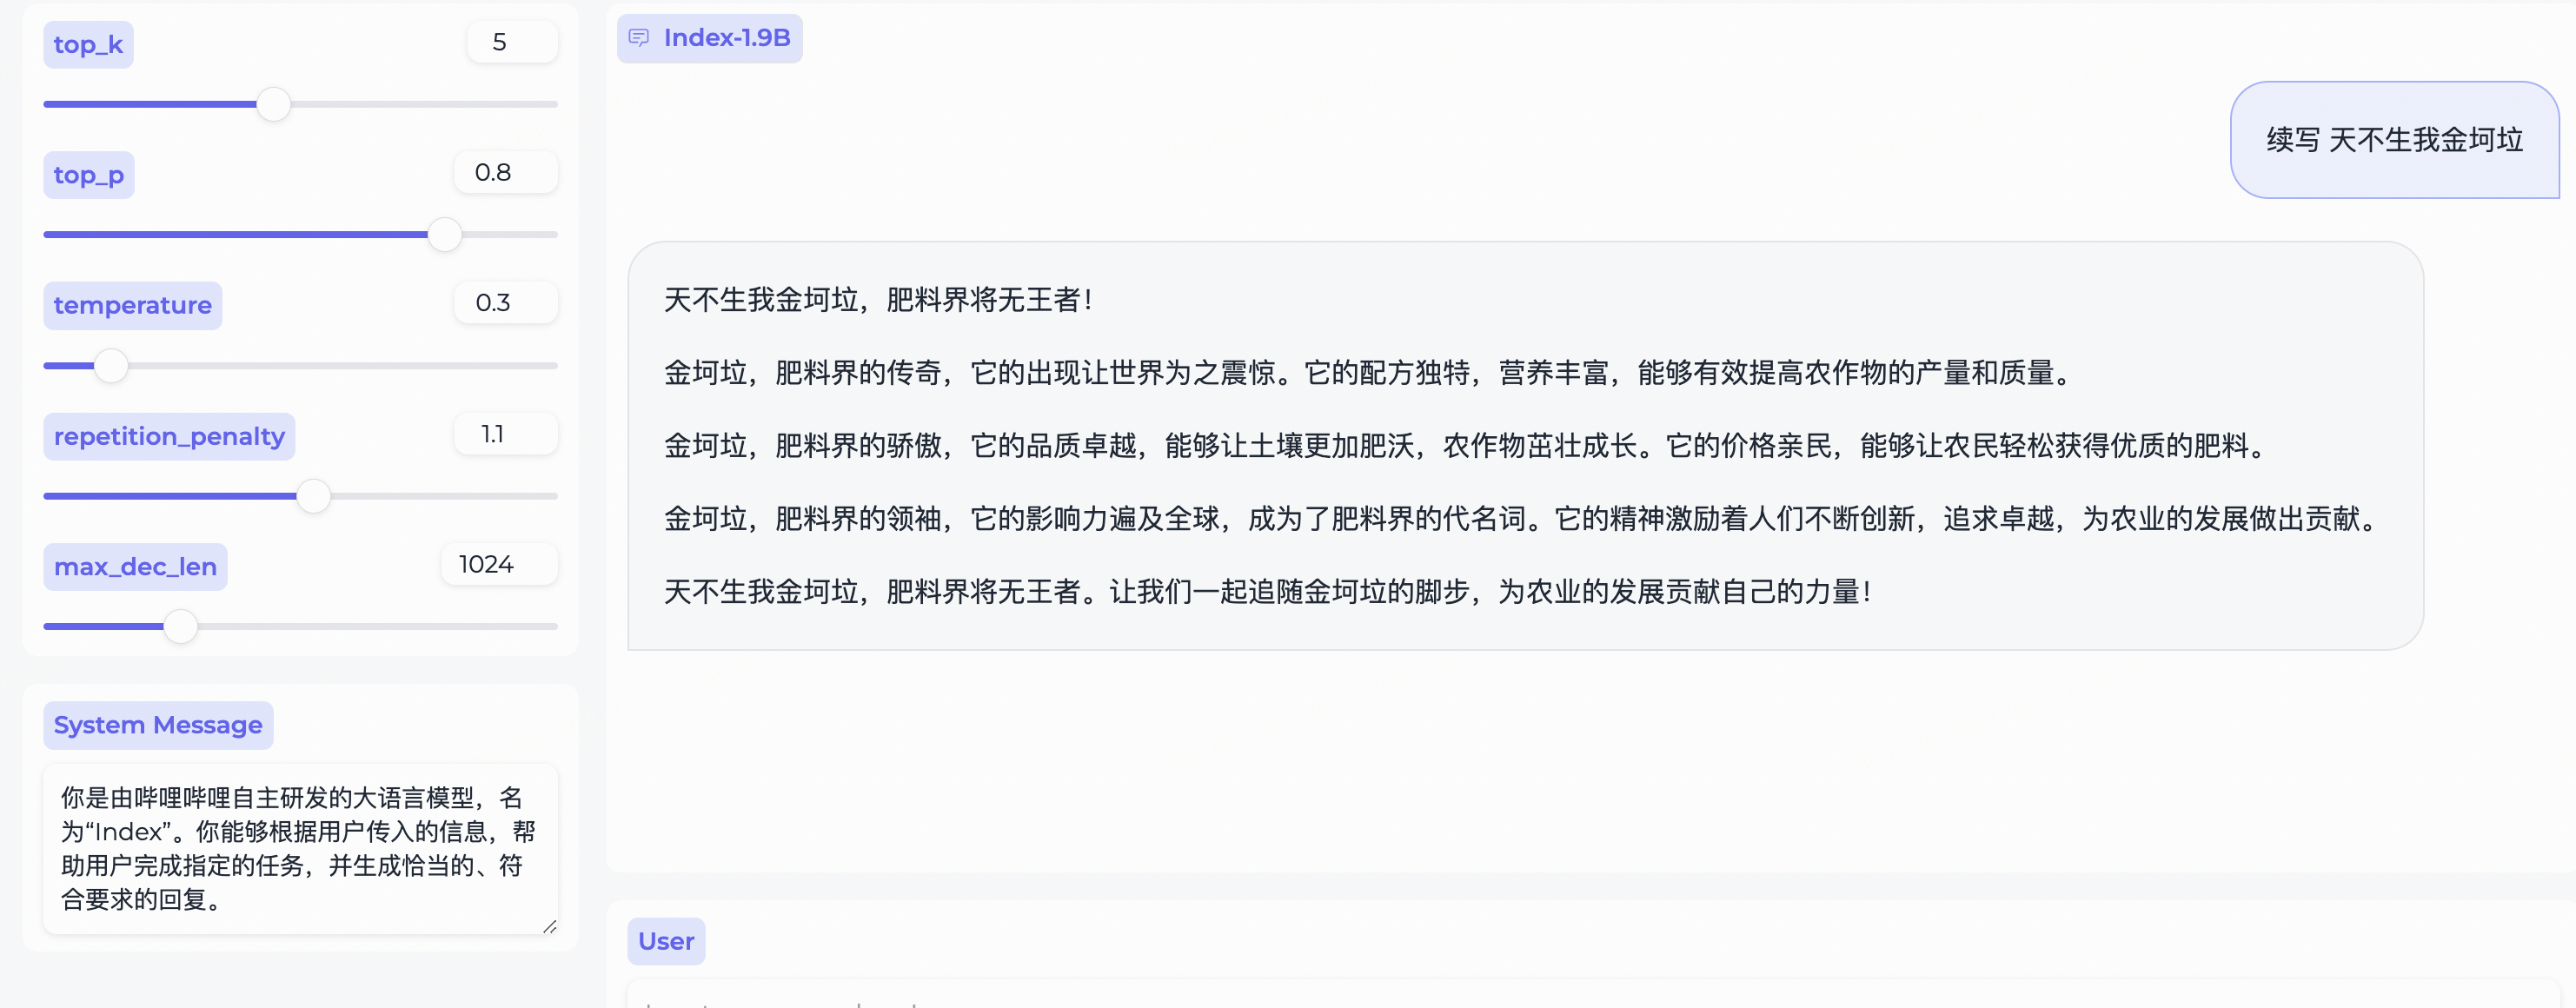 top_k
5
top_p
0.8
temperature
0.3
repetition_penalty
1.1
max_dec_len
1024
System Message
你是由哔哩哔哩自主研发的大语言模型，名
为“Index”。你能够根据用户传入的信息，帮
助用户完成指定的任务，并生成恰当的、符
合要求的回复。
Index-1.9B
续写 天不生我金坷垃
天不生我金坷垃，肥料界将无王者！
金坷垃，肥料界的传奇，它的出现让世界为之震惊。它的配方独特，营养丰富，能够有效提高农作物的产量和质量。
金坷垃，肥料界的骄傲，它的品质卓越，能够让土壤更加肥沃，农作物茁壮成长。它的价格亲民，能够让农民轻松获得优质的肥料。
金坷垃，肥料界的领袖，它的影响力遍及全球，成为了肥料界的代名词。它的精神激励着人们不断创新，追求卓越，为农业的发展做出贡献。
天不生我金坷垃，肥料界将无王者。让我们一起追随金坷垃的脚步，为农业的发展贡献自己的力量！
User